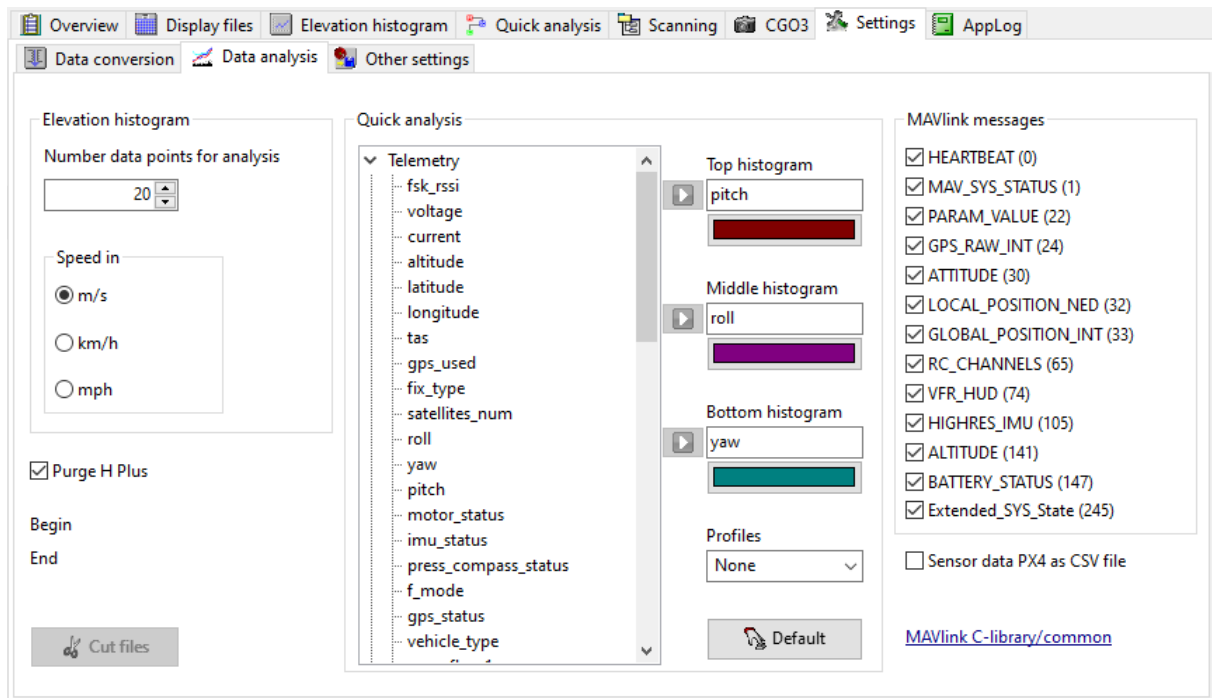 Overview Display files Elevation histogram Quick analysis Scanning CGO3 Settings AppLog
Data conversion Data analysis Other settings
Elevation histogram
Number data points for analysis
20
Speed in
m/s
km/h
mph
Purge H Plus
Begin
End
Cut files
Quick analysis
Telemetry
fsk_rssi
voltage
current
altitude
latitude
longitude
tas
gps_used
fix_type
satellites_num
roll
yaw
pitch
motor_status
imu_status
press_compass_status
f_mode
gps_status
vehicle_type
Top histogram
pitch
Middle histogram
roll
Bottom histogram
yaw
Profiles
None
Default
MAVlink messages
HEARTBEAT (0)
MAV_SYS_STATUS (1)
PARAM_VALUE (22)
GPS_RAW_INT (24)
ATTITUDE (30)
LOCAL_POSITION_NED (32)
GLOBAL_POSITION_INT (33)
RC_CHANNELS (65)
VFR_HUD (74)
HIGHRES_IMU (105)
ALTITUDE (141)
BATTERY_STATUS (147)
Extended_SYS_State (245)
Sensor data PX4 as CSV file
MAVlink C-library/common